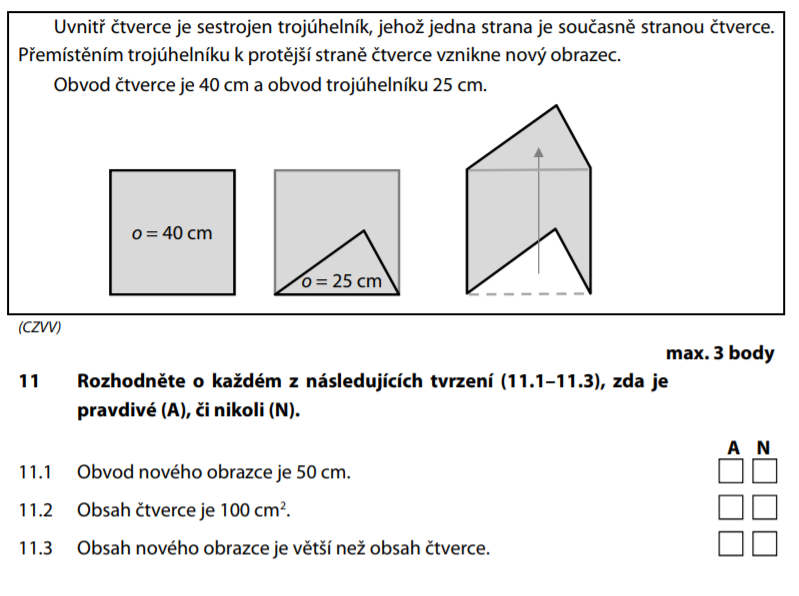 Uvnitř čtverce je sestrojen trojúhelník, jehož jedna strana je současně stranou čtverce.
Přemístěním trojúhelníku k protější straně čtverce vznikne nový obrazec.
Obvod čtverce je 40 cm a obvod trojúhelníku 25 cm.
o = 40 cm
o = 25 cm
(CZVV)
max. 3 body
11 Rozhodněte o každém z následujících tvrzení (11.1–11.3), zda je
pravdivé (A), či nikoli (N).
A N
11.1 Obvod nového obrazce je 50 cm.
11.2 Obsah čtverce je 100 cm².
11.3 Obsah nového obrazce je větší než obsah čtverce.